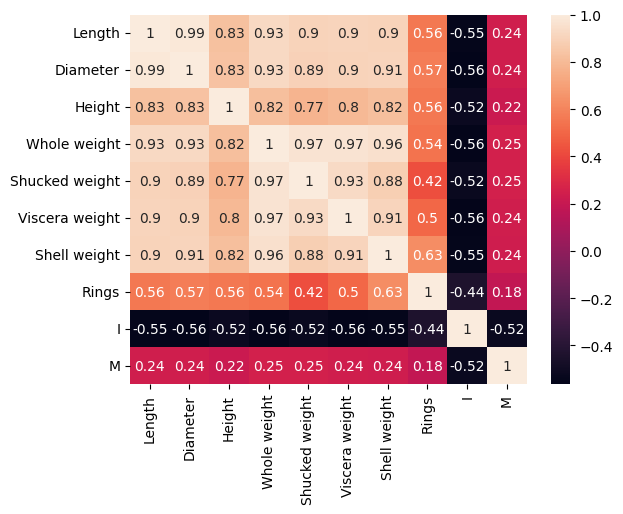 Length 1 0.99 0.83 0.93 0.9 0.9 0.9 0.56 -0.55 0.24
Diameter 0.99 1 0.83 0.93 0.89 0.9 0.91 0.57 -0.56 0.24
Height 0.83 0.83 1 0.82 0.77 0.8 0.82 0.56 -0.52 0.22
Whole weight 0.93 0.93 0.82 1 0.97 0.97 0.96 0.54 -0.56 0.25
Shucked weight 0.9 0.89 0.77 0.97 1 0.93 0.88 0.42 -0.52 0.25
Viscera weight 0.9 0.9 0.8 0.97 0.93 1 0.91 0.5 -0.56 0.24
Shell weight 0.9 0.91 0.82 0.96 0.88 0.91 1 0.63 -0.55 0.24
Rings 0.56 0.57 0.56 0.54 0.42 0.5 0.63 1 -0.44 0.18
I -0.55 -0.56 -0.52 -0.56 -0.52 -0.56 -0.55 -0.44 1 -0.52
M 0.24 0.24 0.22 0.25 0.25 0.24 0.24 0.18 -0.52 1
Length
Diameter
Height
Whole weight
Shucked weight
Viscera weight
Shell weight
Rings
I
M
1.0
0.8
0.6
0.4
0.2
0.0
−0.2
−0.4